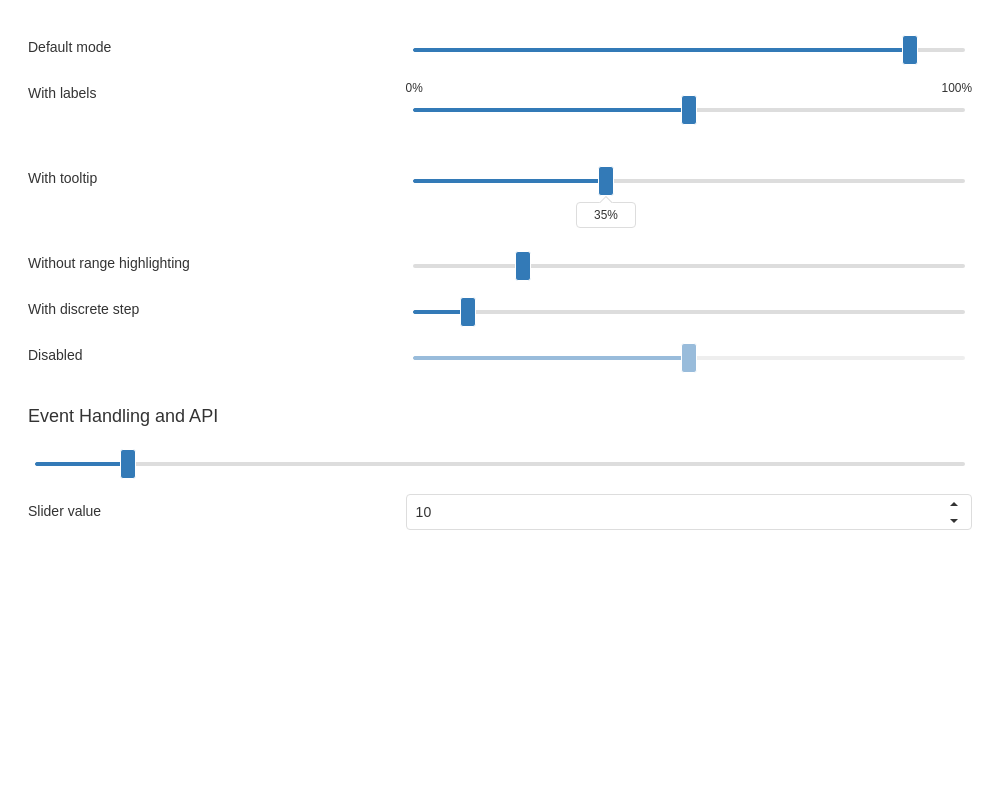 Default mode
With labels
0% 100%
With tooltip
35%
Without range highlighting
With discrete step
Disabled
Event Handling and API
Slider value
10